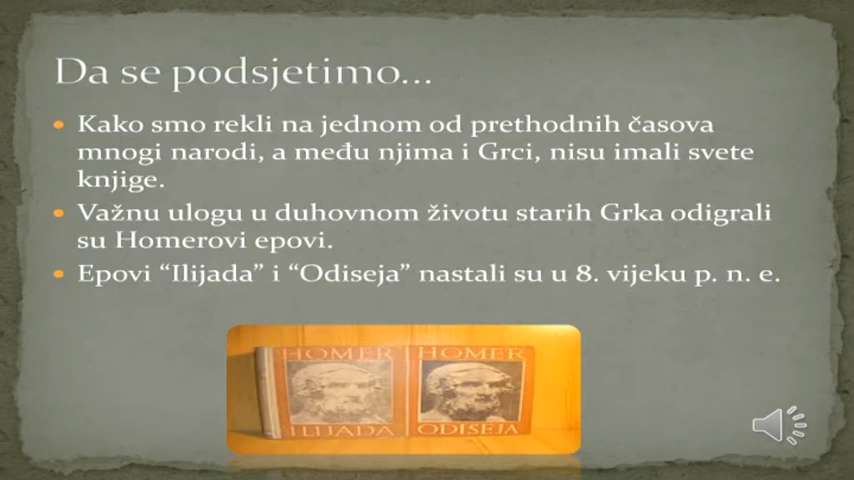 Da se podsjetimo...
Kako smo rekli na jednom od prethodnih časova
mnogi narodi, a među njima i Grci, nisu imali svete
knjige.
Važnu ulogu u duhovnom životu starih Grka odigrali
su Homerovi epovi.
Epovi “Ilijada” i “Odiseja” nastali su u 8. vijeku p. n. e.
HOMER HOMER
ILIJADA ODISEJA